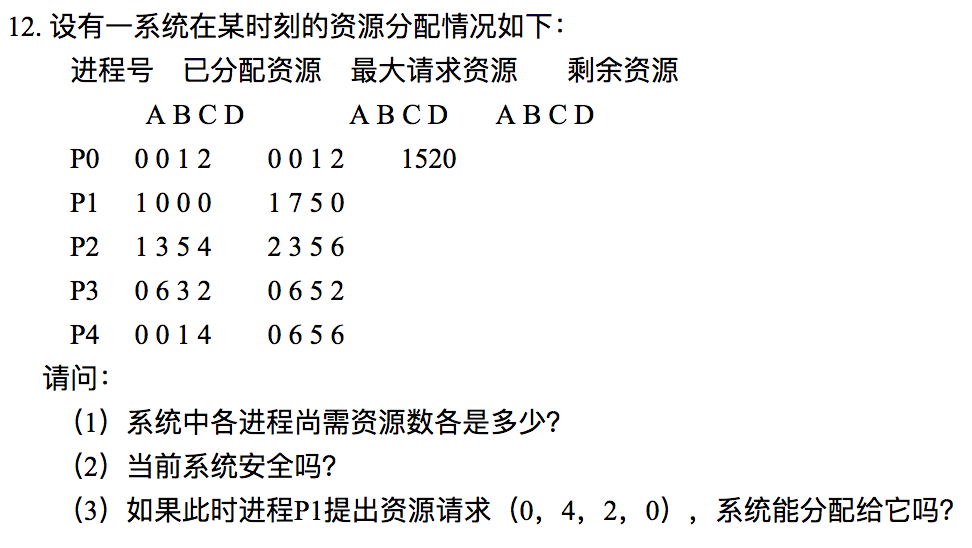 12. 设有一系统在某时刻的资源分配情况如下：
进程号 已分配资源 最大请求资源 剩余资源
A B C D A B C D A B C D
P0 0 0 1 2 0 0 1 2 1520
P1 1 0 0 0 1 7 5 0
P2 1 3 5 4 2 3 5 6
P3 0 6 3 2 0 6 5 2
P4 0 0 1 4 0 6 5 6
请问：
（1）系统中各进程尚需资源数各是多少？
（2）当前系统安全吗？
（3）如果此时进程P1提出资源请求（0，4，2，0），系统能分配给它吗？